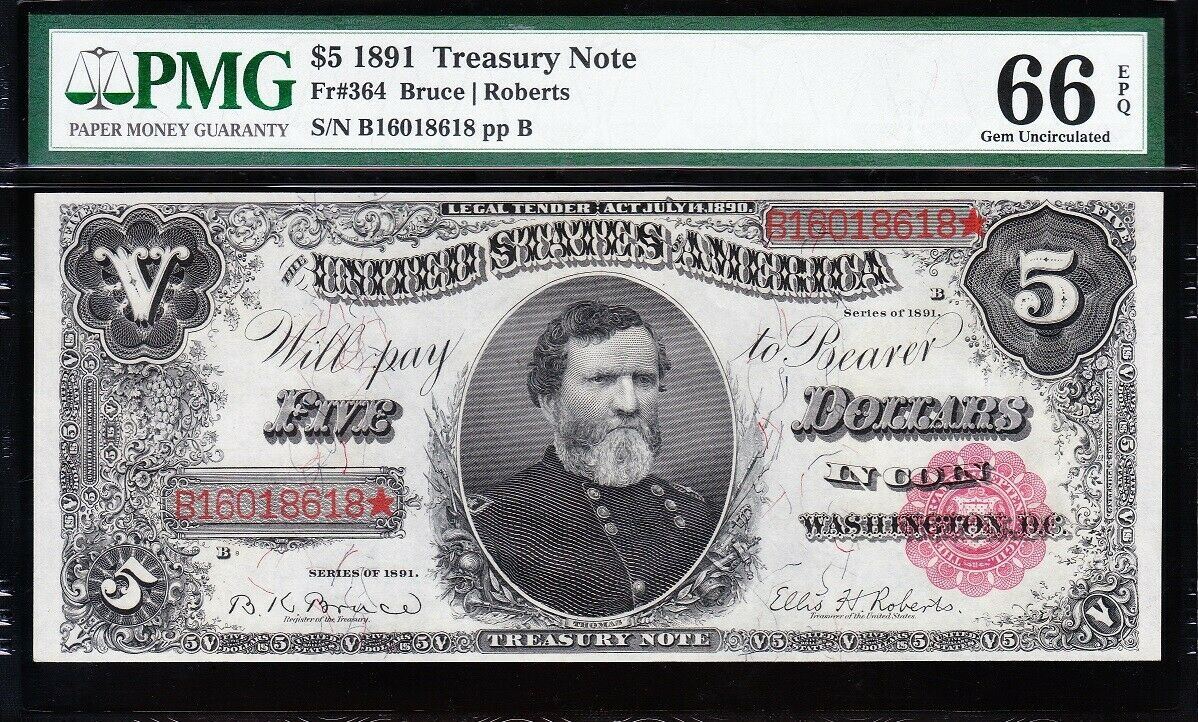 PMG
PAPER MONEY GUARANTY
$5 1891 Treasury Note
Fr#364 Bruce | Roberts
S/N B16018618 pp B
66
EPQ
Gem Uncirculated
LEGAL TENDER ACT JULY 14, 1890.
B16018618★
THE UNITED STATES OF AMERICA
V
5
FIVE
B
Series of 1891.
Will pay to Bearer
FIVE DOLLARS
IN COIN
B16018618★
WASHINGTON, D.C.
B
SERIES OF 1891.
B.K. Bruce
Register of the Treasury.
Ellis H. Roberts.
Treasurer of the United States.
THOMAS
5
V
TREASURY NOTE